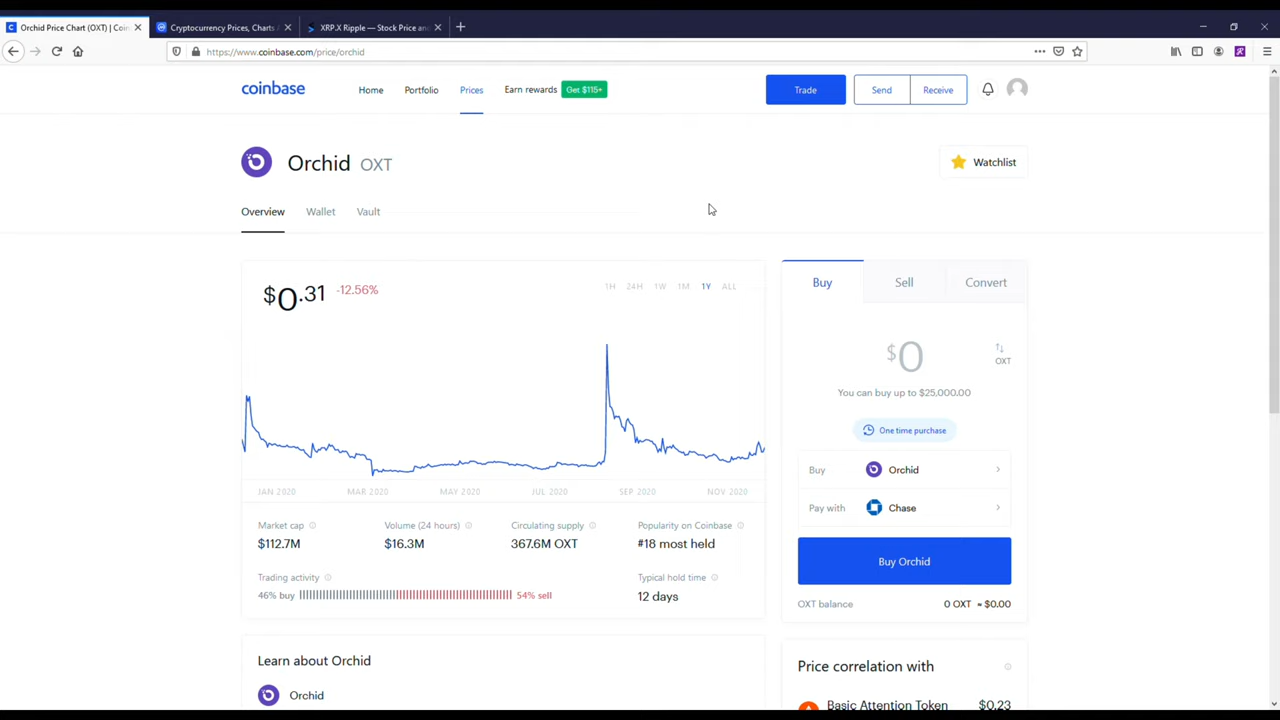 Orchid Price Chart (OXT) | Coin
Cryptocurrency Prices, Charts A
XRP.X Ripple — Stock Price and
https://www.coinbase.com/price/orchid
coinbase
Home
Portfolio
Prices
Earn rewards
Get $115+
Trade
Send
Receive
Orchid OXT
Watchlist
Overview
Wallet
Vault
$0.31 -12.56%
1H 24H 1W 1M 1Y ALL
JAN 2020 MAR 2020 MAY 2020 JUL 2020 SEP 2020 NOV 2020
Market cap
$112.7M
Volume (24 hours)
$16.3M
Circulating supply
367.6M OXT
Popularity on Coinbase
#18 most held
Trading activity
46% buy
54% sell
Typical hold time
12 days
Buy
Sell
Convert
$0
OXT
You can buy up to $25,000.00
One time purchase
Buy Orchid
Pay with Chase
Buy Orchid
OXT balance 0 OXT ≈ $0.00
Learn about Orchid
Orchid
Price correlation with
Basic Attention Token $0.23